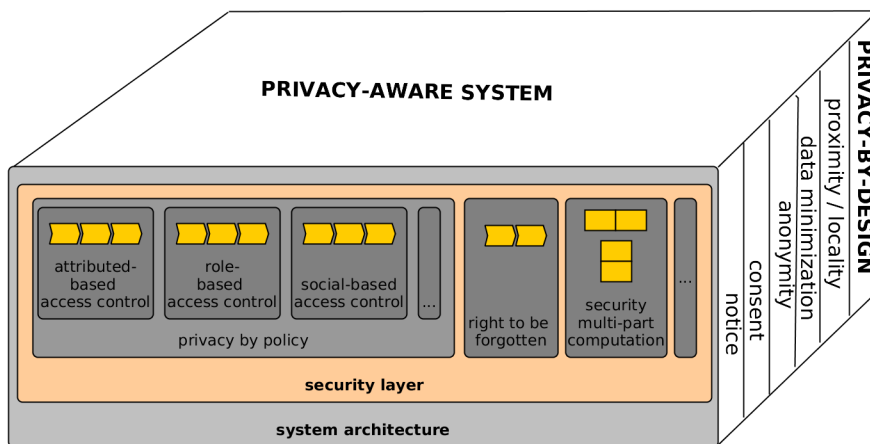 PRIVACY-AWARE SYSTEM
attributed-
based
access control
role-
based
access control
social-based
access control
...
privacy by policy
right to be
forgotten
security
multi-part
computation
...
security layer
system architecture
notice
consent
anonymity
data minimization
proximity / locality
PRIVACY-BY-DESIGN